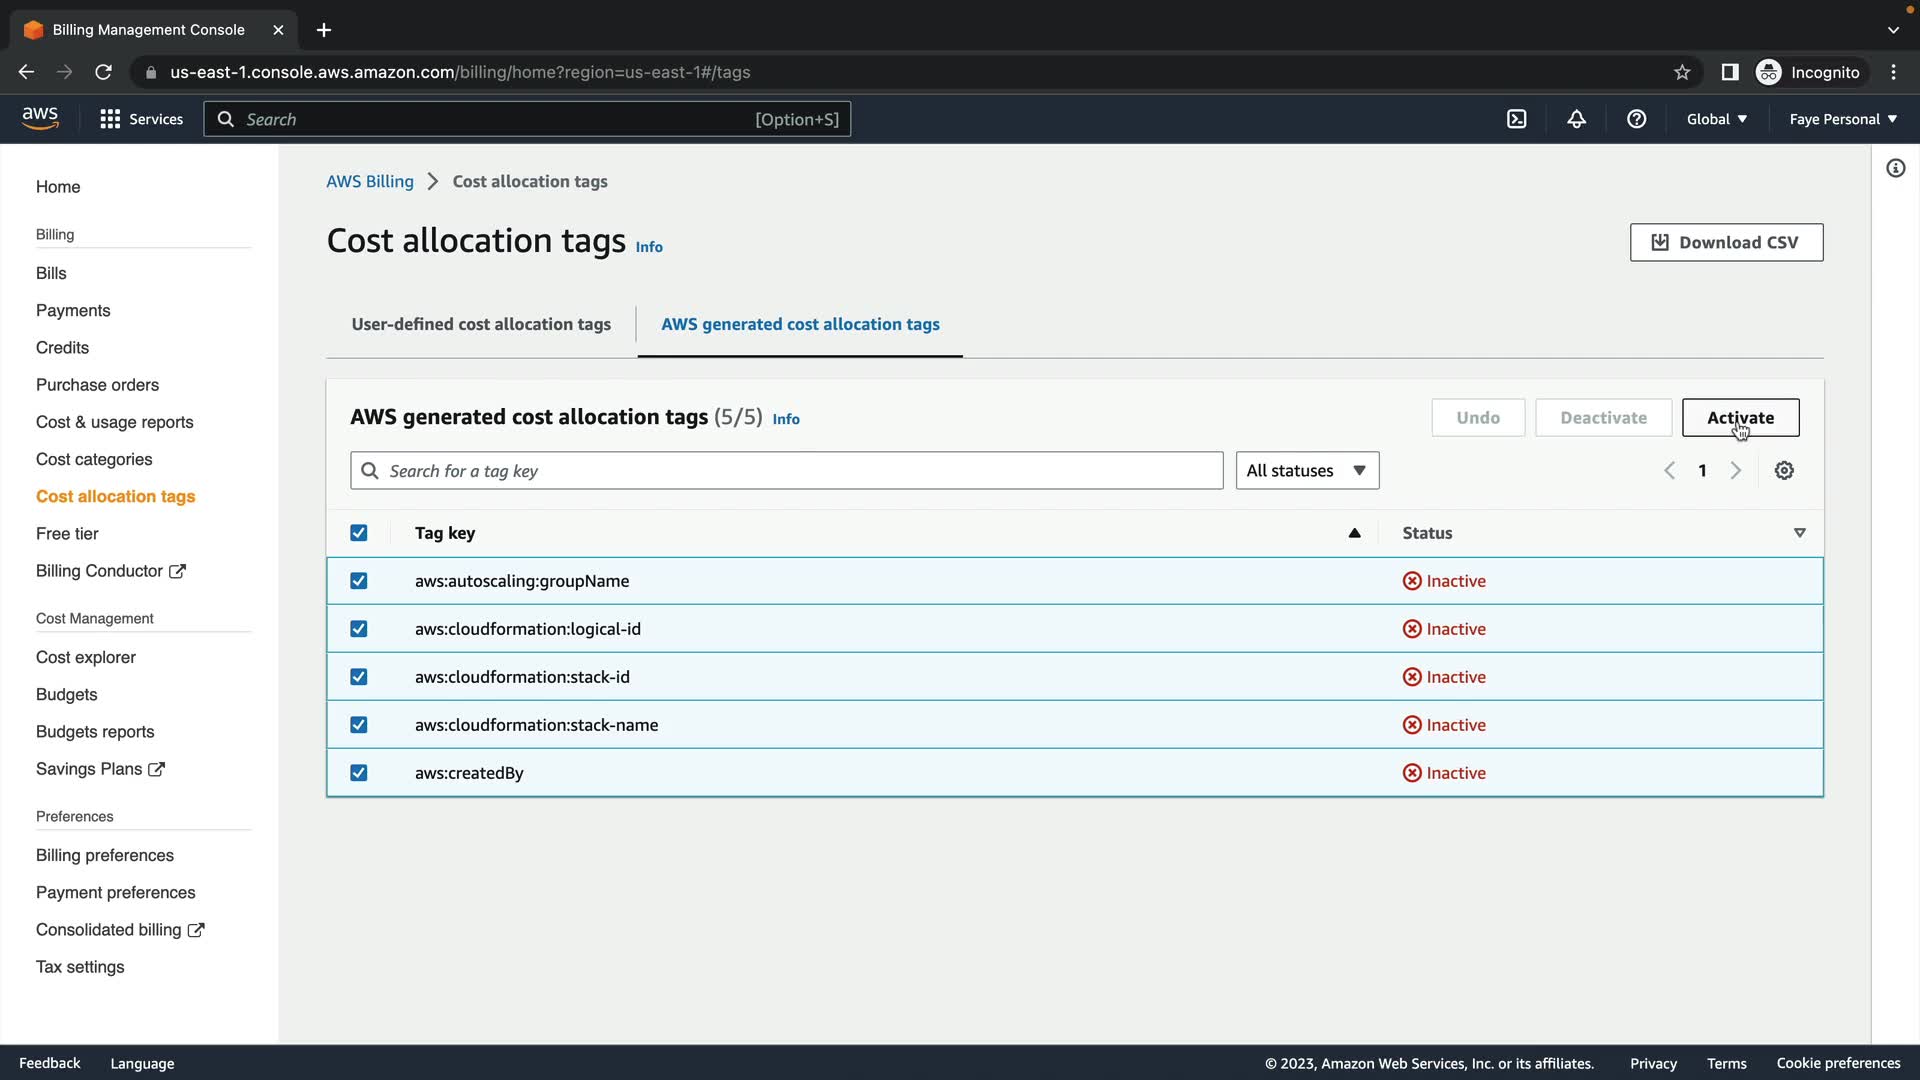 Billing Management Console
us-east-1.console.aws.amazon.com/billing/home?region=us-east-1#/tags
Incognito
aws
Services
Search
[Option+S]
Global
Faye Personal
Home
Billing
Bills
Payments
Credits
Purchase orders
Cost & usage reports
Cost categories
Cost allocation tags
Free tier
Billing Conductor
Cost Management
Cost explorer
Budgets
Budgets reports
Savings Plans
Preferences
Billing preferences
Payment preferences
Consolidated billing
Tax settings
AWS Billing
Cost allocation tags
Cost allocation tags Info
Download CSV
User-defined cost allocation tags
AWS generated cost allocation tags
AWS generated cost allocation tags (5/5) Info
Undo
Deactivate
Activate
Search for a tag key
All statuses
1
Tag key
Status
aws:autoscaling:groupName
Inactive
aws:cloudformation:logical-id
Inactive
aws:cloudformation:stack-id
Inactive
aws:cloudformation:stack-name
Inactive
aws:createdBy
Inactive
Feedback
Language
© 2023, Amazon Web Services, Inc. or its affiliates.
Privacy
Terms
Cookie preferences